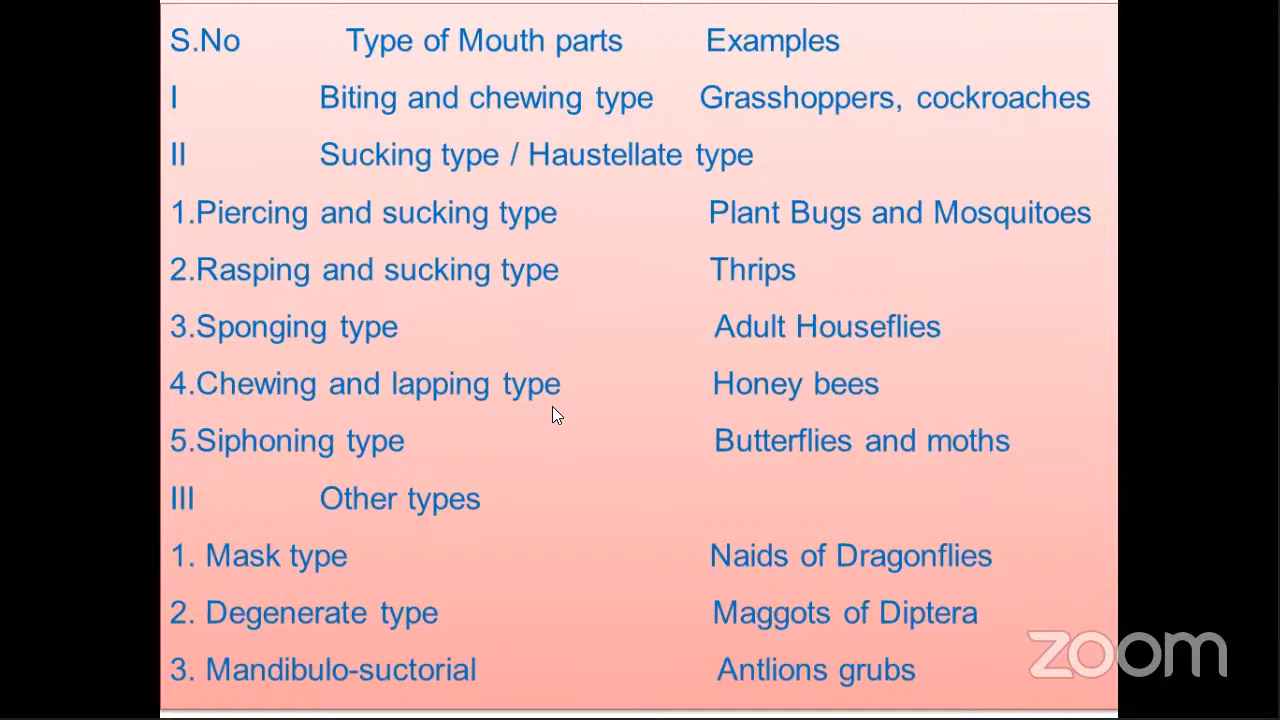 S.No Type of Mouth parts Examples
I Biting and chewing type Grasshoppers, cockroaches
II Sucking type / Haustellate type
1.Piercing and sucking type Plant Bugs and Mosquitoes
2.Rasping and sucking type Thrips
3.Sponging type Adult Houseflies
4.Chewing and lapping type Honey bees
5.Siphoning type Butterflies and moths
III Other types
1. Mask type Naids of Dragonflies
2. Degenerate type Maggots of Diptera
3. Mandibulo-suctorial Antlions grubs
zoom